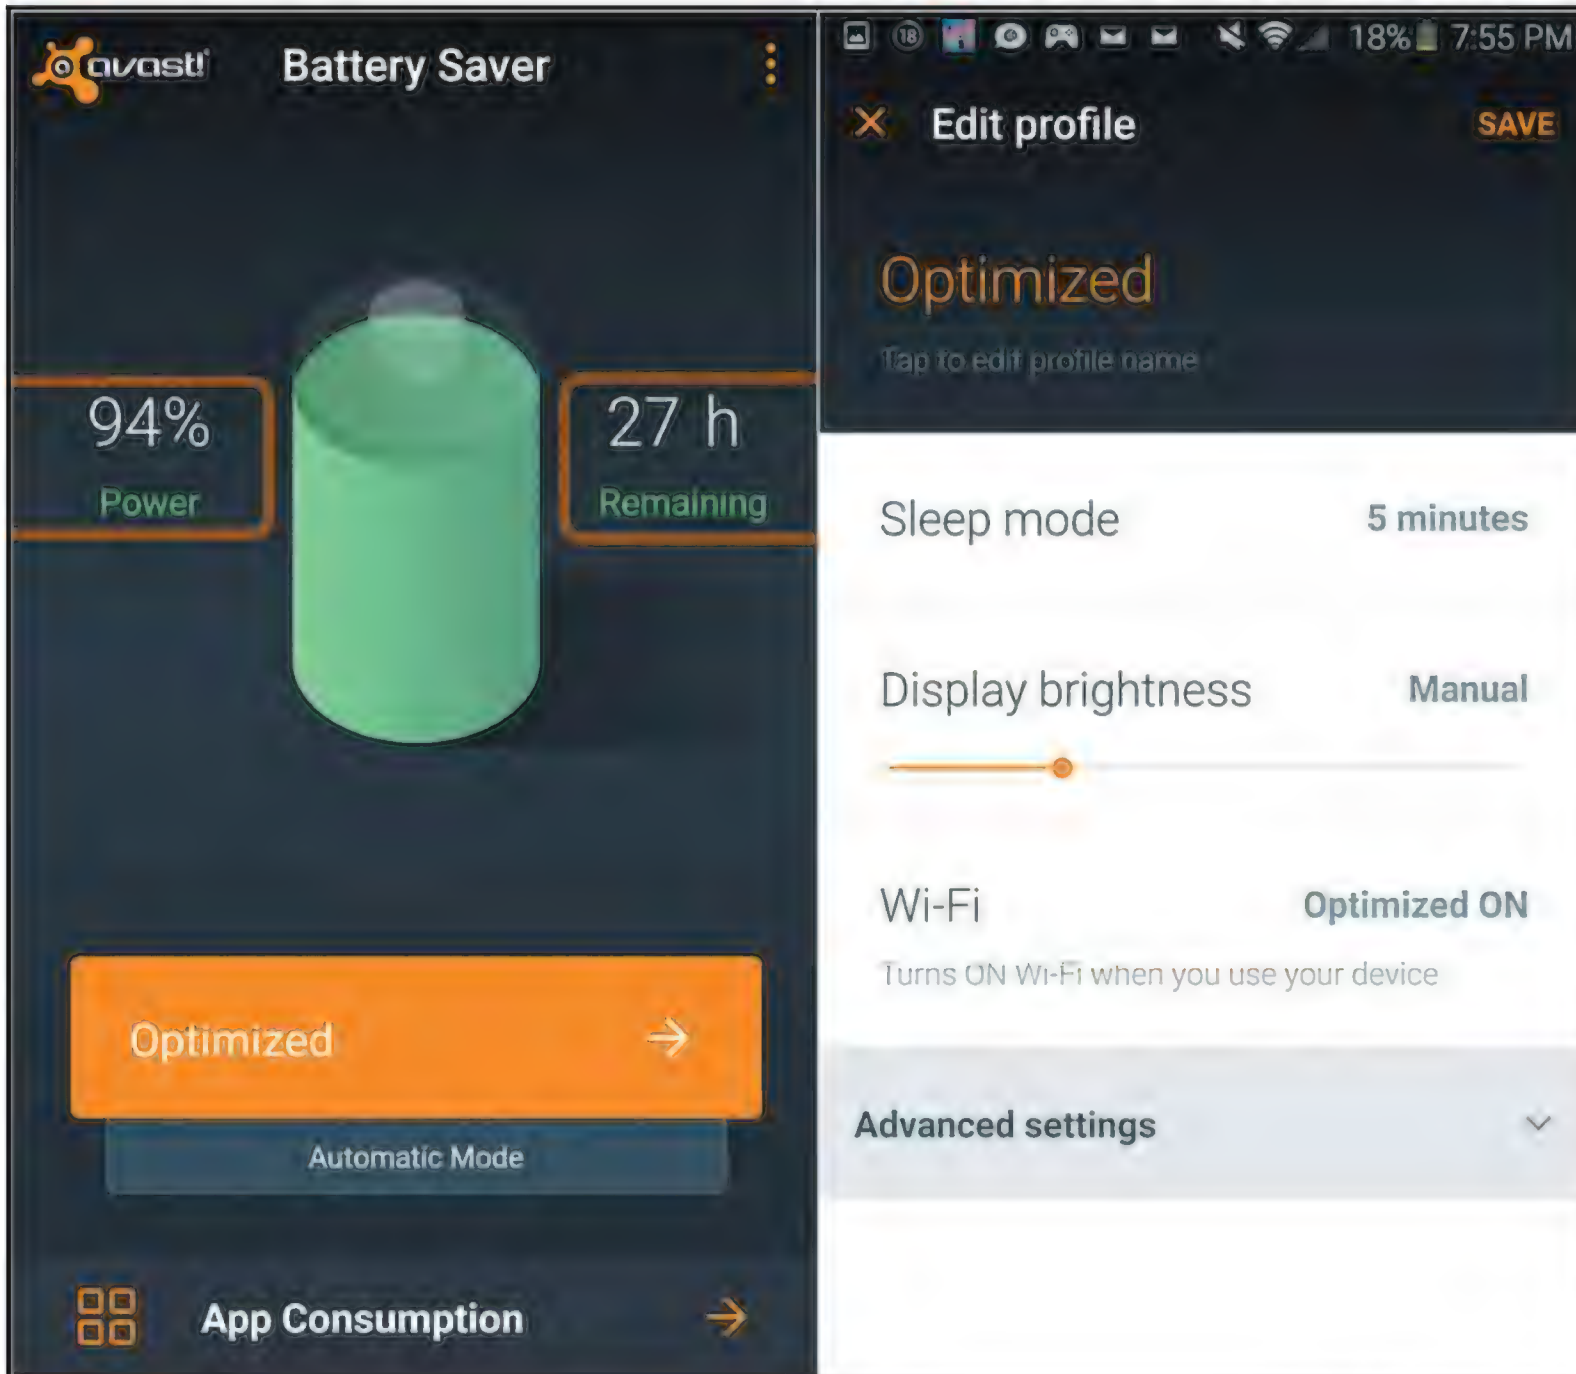 avast!
Battery Saver
94%
Power
27 h
Remaining
Optimized
Automatic Mode
App Consumption
18
18% 7:55 PM
Edit profile
SAVE
Optimized
Tap to edit profile name
Sleep mode 5 minutes
Display brightness Manual
Wi-Fi Optimized ON
Turns ON Wi-Fi when you use your device
Advanced settings